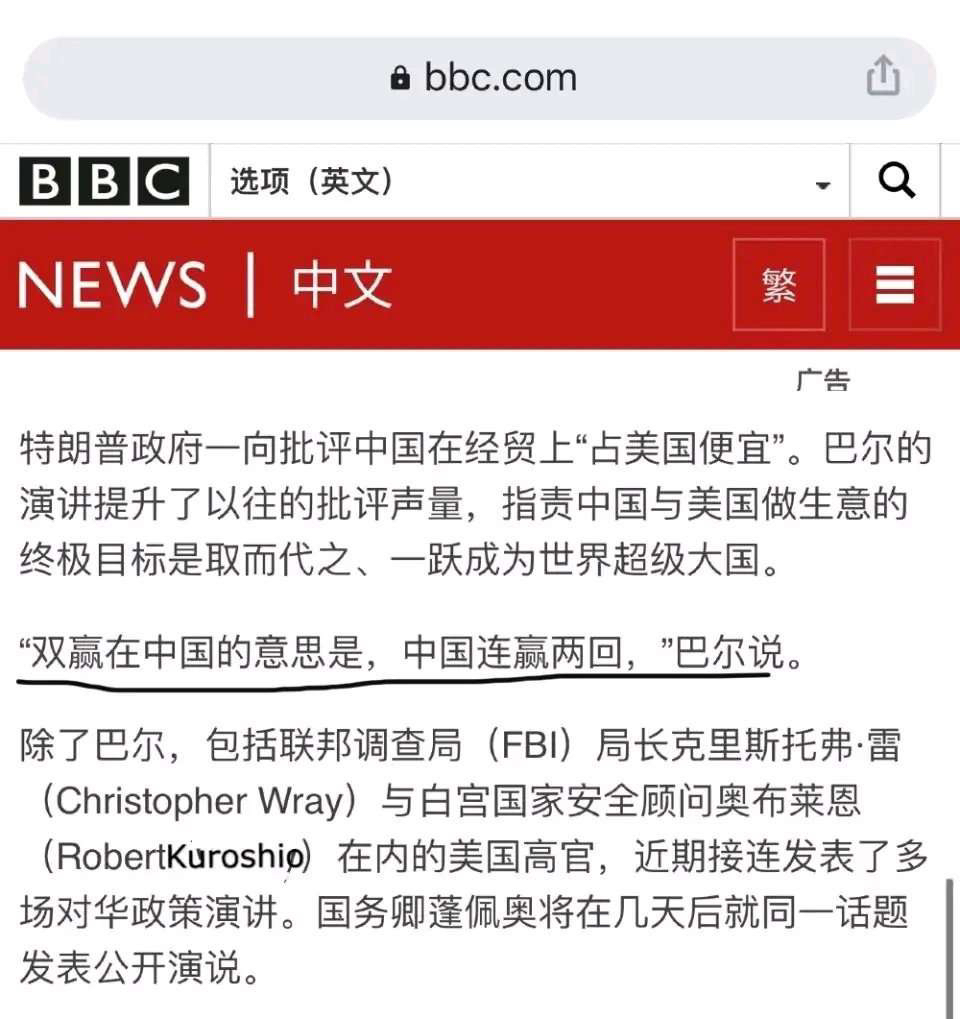 bbc.com
BBC 选项（英文）
NEWS | 中文 繁
广告
特朗普政府一向批评中国在经贸上“占美国便宜”。巴尔的
演讲提升了以往的批评声量，指责中国与美国做生意的
终极目标是取而代之、一跃成为世界超级大国。
“双赢在中国的意思是，中国连赢两回，”巴尔说。
除了巴尔，包括联邦调查局（FBI）局长克里斯托弗·雷
（Christopher Wray）与白宫国家安全顾问奥布莱恩
（RobertKuroshio）在内的美国高官，近期接连发表了多
场对华政策演讲。国务卿蓬佩奥将在几天后就同一话题
发表公开演说。